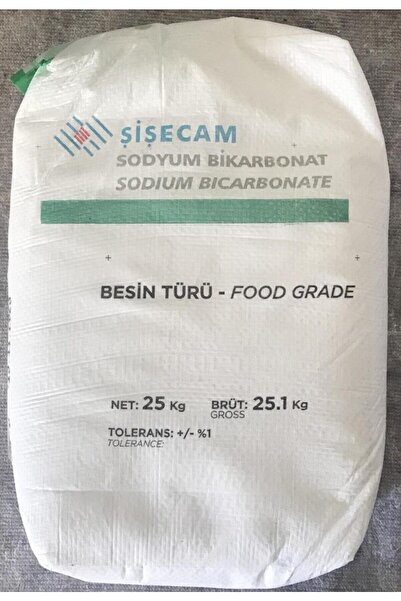 ŞİŞECAM
SODYUM BİKARBONAT
SODIUM BICARBONATE
BESİN TÜRÜ - FOOD GRADE
NET: 25 Kg BRÜT: 25.1 Kg
GROSS
TOLERANS: +/- %1
TOLERANCE: